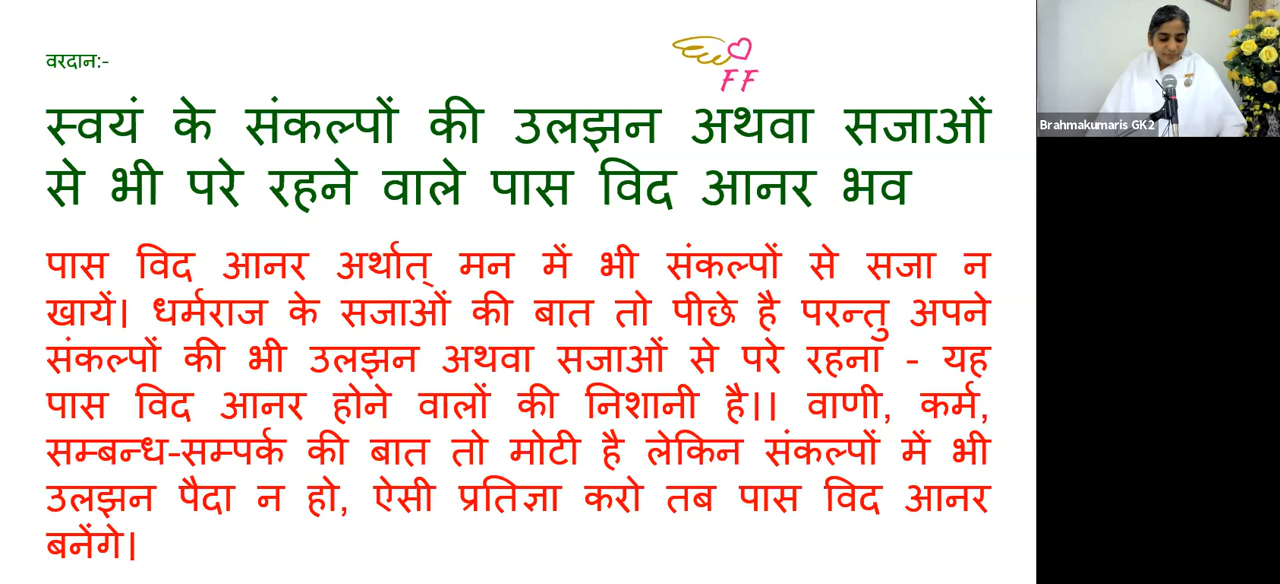 वरदान:-
FF
स्वयं के संकल्पों की उलझन अथवा सजाओं
से भी परे रहने वाले पास विद आनर भव
पास विद आनर अर्थात् मन में भी संकल्पों से सजा न
खायें। धर्मराज के सजाओं की बात तो पीछे है परन्तु अपने
संकल्पों की भी उलझन अथवा सजाओं से परे रहना - यह
पास विद आनर होने वालों की निशानी है।। वाणी, कर्म,
सम्बन्ध-सम्पर्क की बात तो मोटी है लेकिन संकल्पों में भी
उलझन पैदा न हो, ऐसी प्रतिज्ञा करो तब पास विद आनर
बनेंगे।
Brahmakumaris GK2